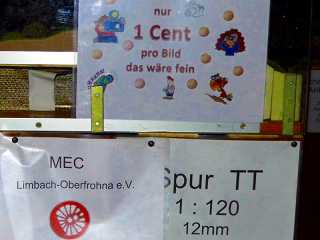 nur
1 Cent
pro Bild
das wäre fein
MEC
Limbach-Oberfrohna e.V.
Spur TT
1 : 120
12mm